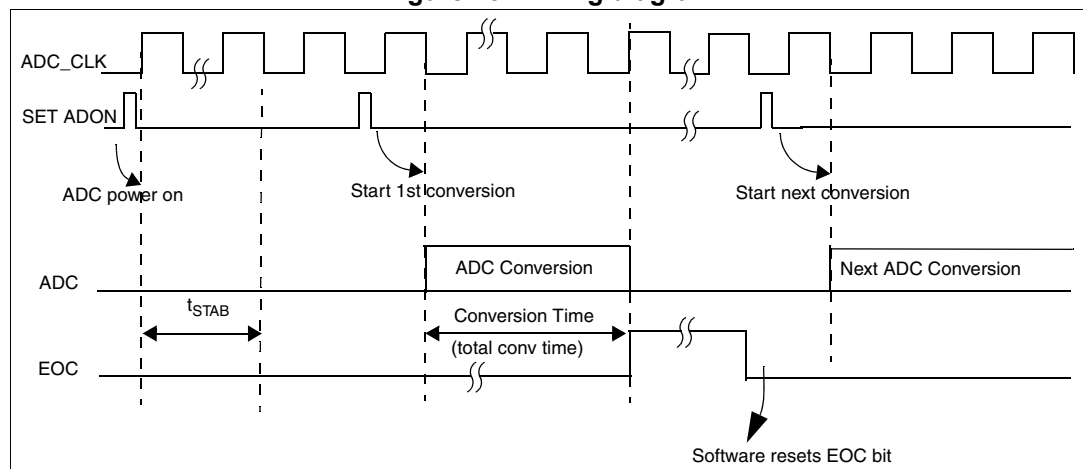 ADC_CLK
SET ADON
ADC power on
Start 1st conversion
Start next conversion
ADC Conversion
Next ADC Conversion
ADC
tSTAB
Conversion Time
(total conv time)
EOC
Software resets EOC bit